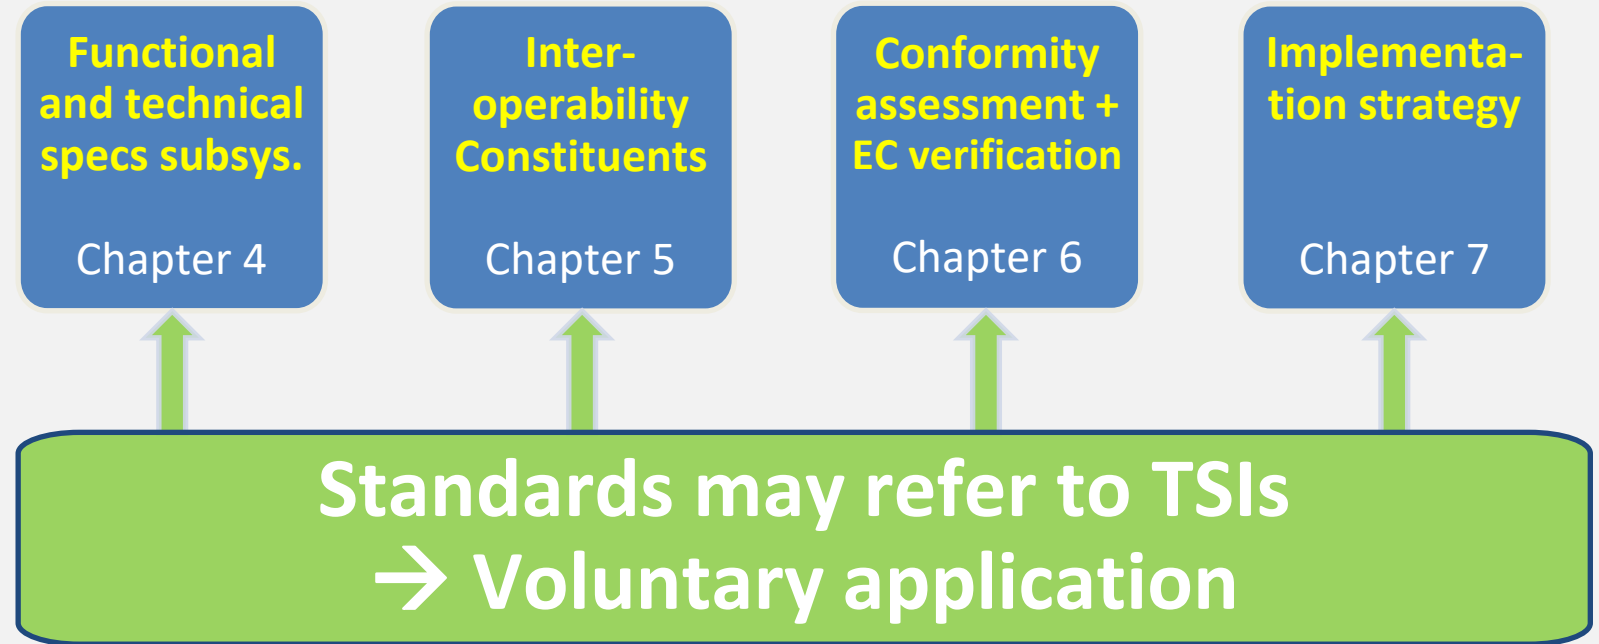 Functional
and technical
specs subsys.
Chapter 4
Inter-
operability
Constituents
Chapter 5
Conformity
assessment +
EC verification
Chapter 6
Implementa-
tion strategy
Chapter 7
Standards may refer to TSIs
→ Voluntary application